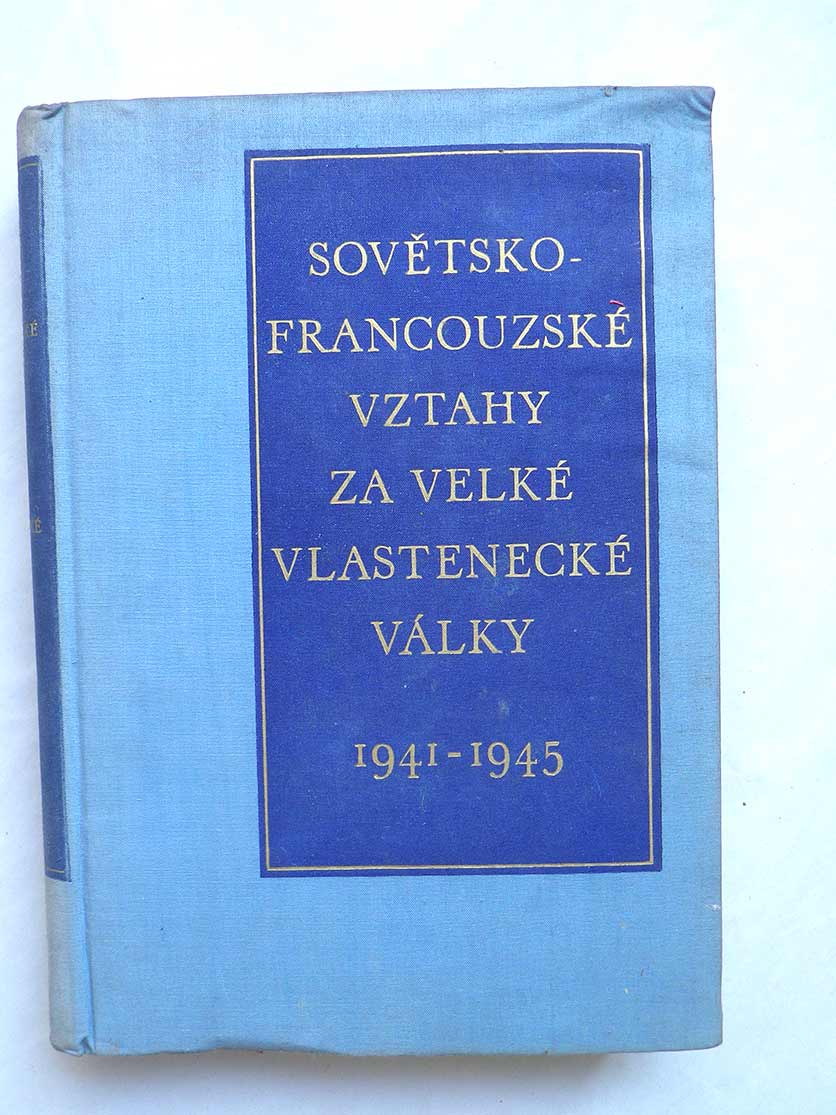 SOVĚTSKO-
FRANCOUZSKÉ
VZTAHY
ZA VELKÉ
VLASTENECKÉ
VÁLKY
1941-1945